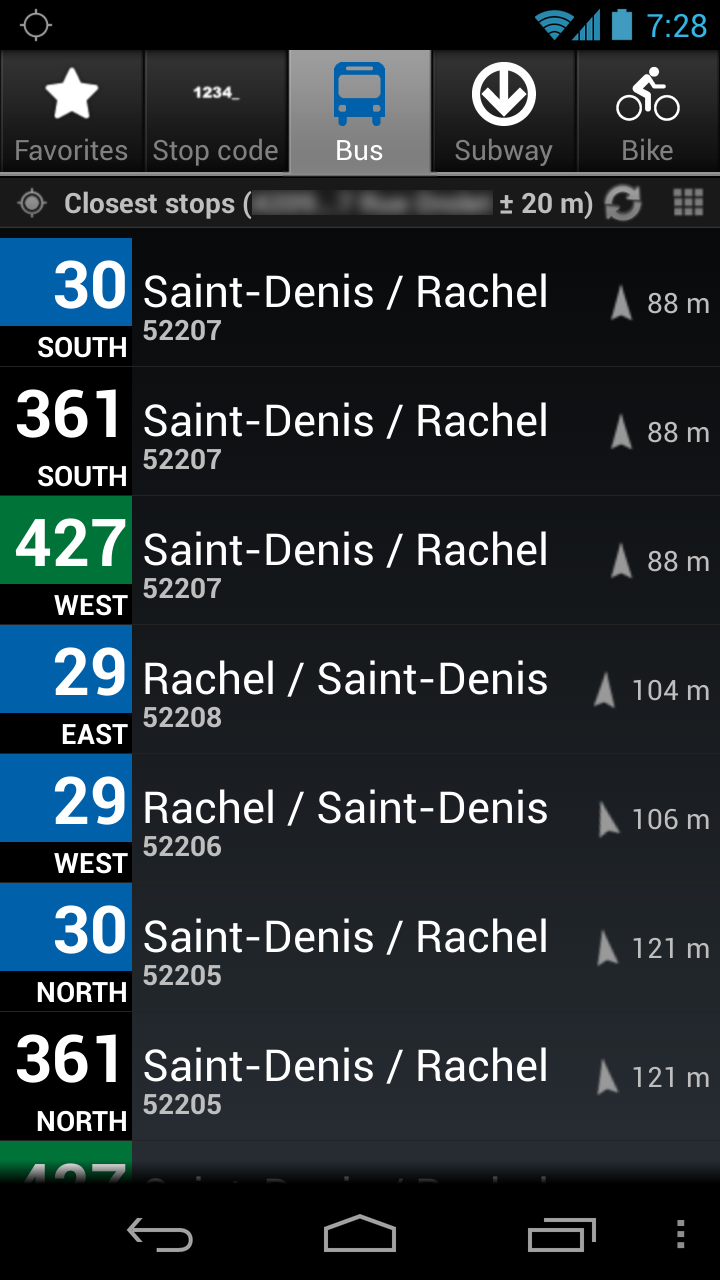 7:28
1234_
Favorites Stop code Bus Subway Bike
Closest stops ( ± 20 m)
30 Saint-Denis / Rachel 88 m
52207
SOUTH
361 Saint-Denis / Rachel 88 m
52207
SOUTH
427 Saint-Denis / Rachel 88 m
52207
WEST
29 Rachel / Saint-Denis 104 m
52208
EAST
29 Rachel / Saint-Denis 106 m
52206
WEST
30 Saint-Denis / Rachel 121 m
52205
NORTH
361 Saint-Denis / Rachel 121 m
52205
NORTH
427